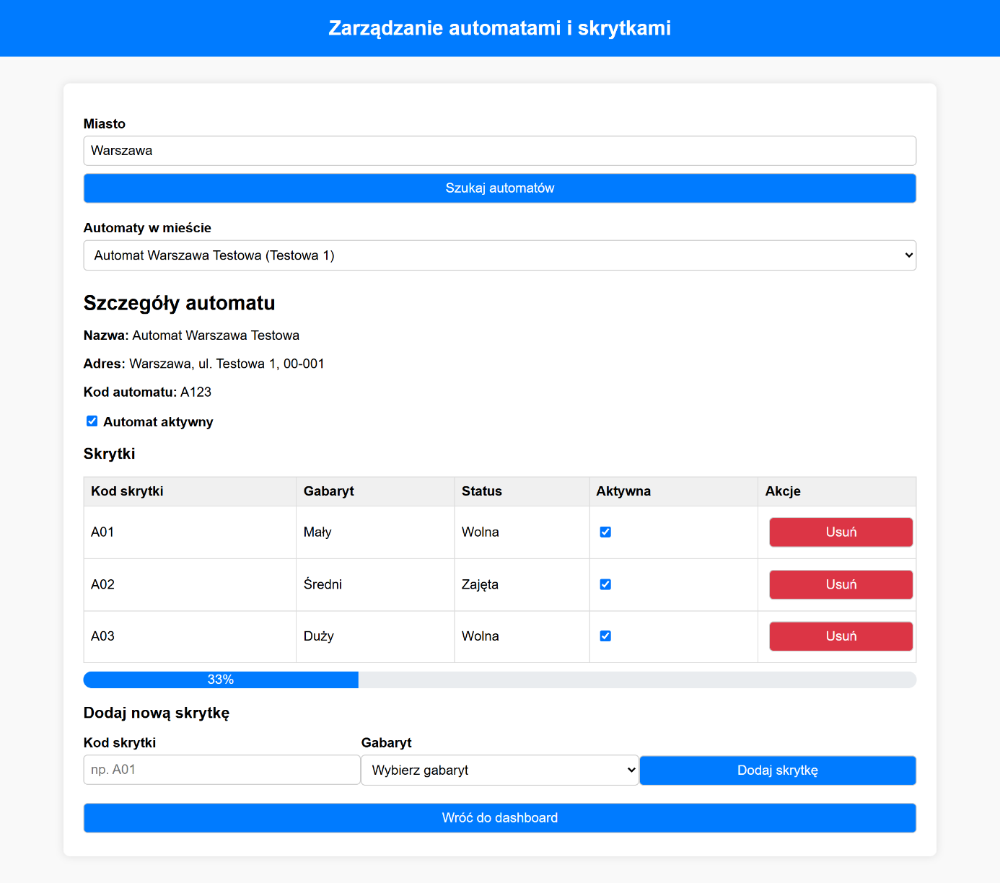 Zarządzanie automatami i skrytkami
Miasto
Warszawa
Szukaj automatów
Automaty w mieście
Automat Warszawa Testowa (Testowa 1)
Szczegóły automatu
Nazwa: Automat Warszawa Testowa
Adres: Warszawa, ul. Testowa 1, 00-001
Kod automatu: A123
Automat aktywny
Skrytki
Kod skrytki Gabaryt Status Aktywna Akcje
A01 Mały Wolna Usuń
A02 Średni Zajęta Usuń
A03 Duży Wolna Usuń
33%
Dodaj nową skrytkę
Kod skrytki Gabaryt
np. A01 Wybierz gabaryt Dodaj skrytkę
Wróć do dashboard